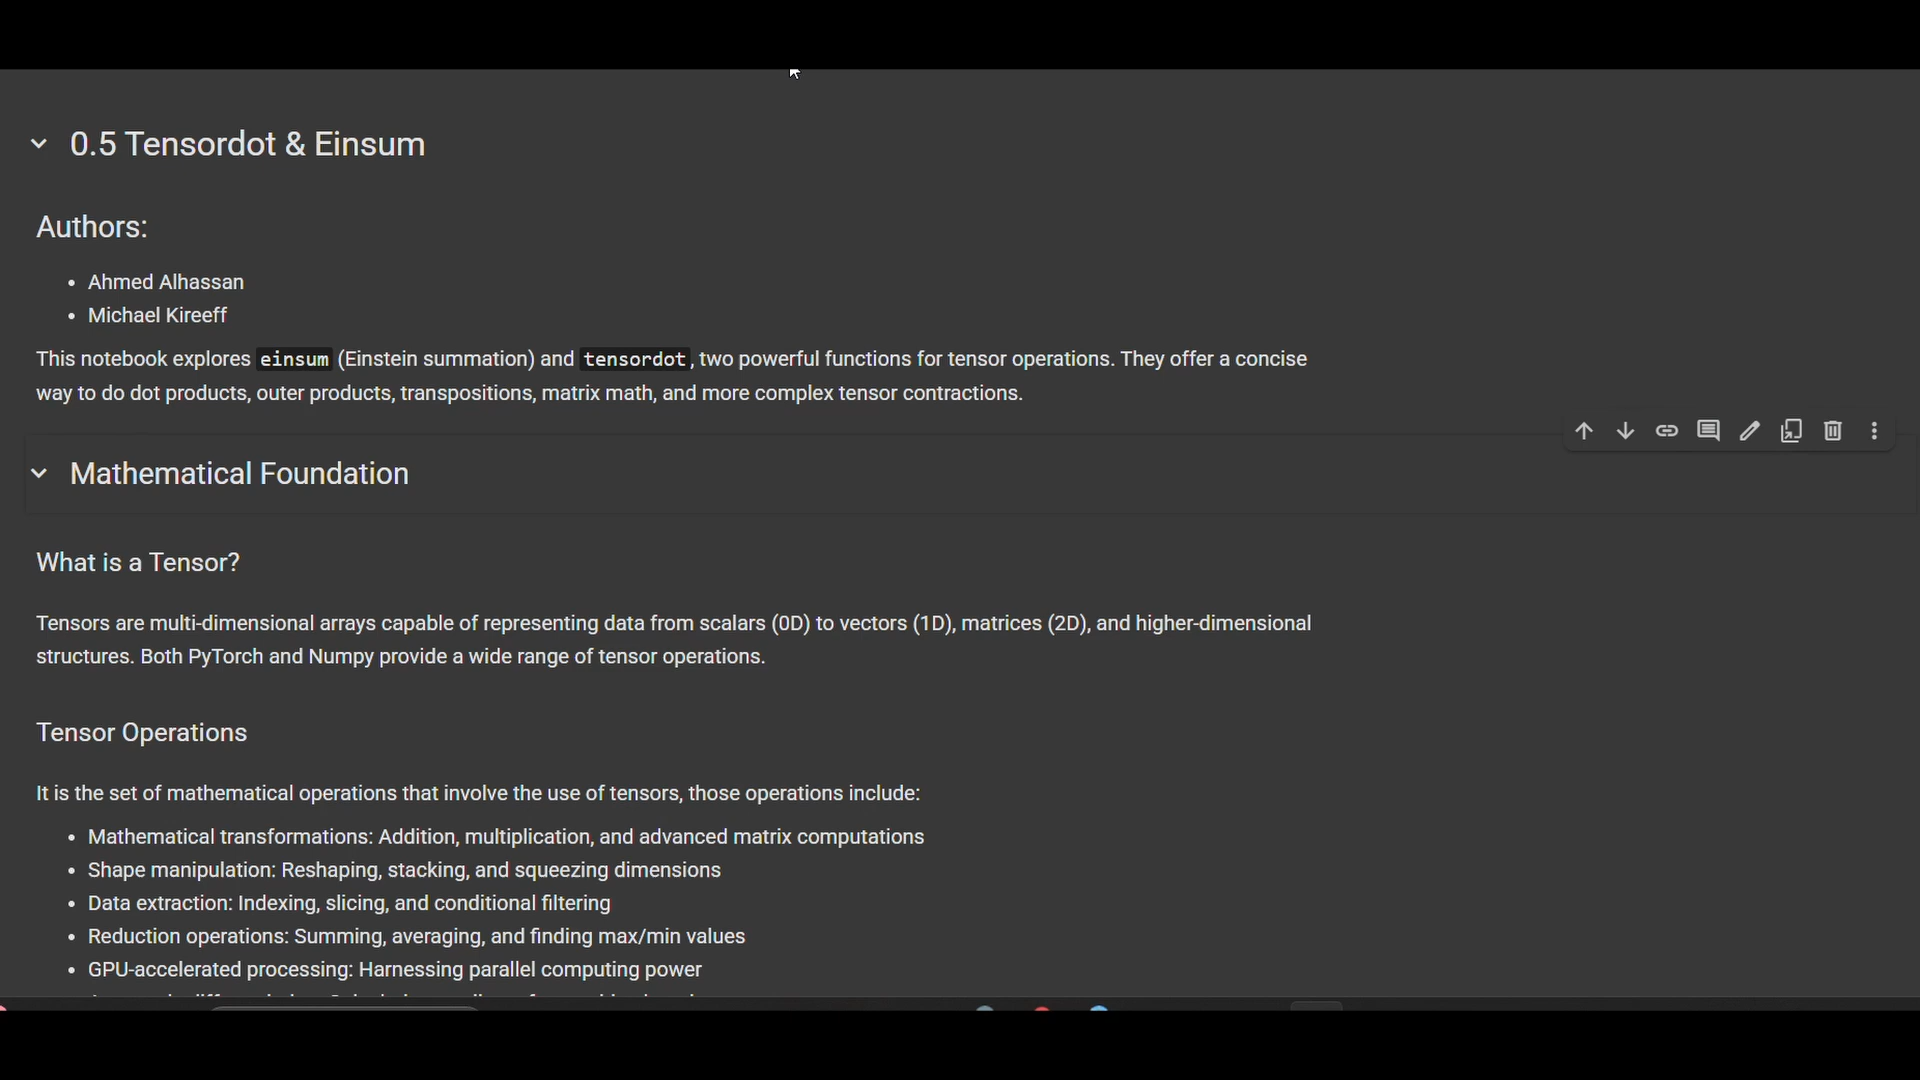 0.5 Tensordot & Einsum
Authors:
• Ahmed Alhassan
• Michael Kireeff
This notebook explores einsum (Einstein summation) and tensordot, two powerful functions for tensor operations. They offer a concise
way to do dot products, outer products, transpositions, matrix math, and more complex tensor contractions.
Mathematical Foundation
What is a Tensor?
Tensors are multi-dimensional arrays capable of representing data from scalars (0D) to vectors (1D), matrices (2D), and higher-dimensional
structures. Both PyTorch and Numpy provide a wide range of tensor operations.
Tensor Operations
It is the set of mathematical operations that involve the use of tensors, those operations include:
• Mathematical transformations: Addition, multiplication, and advanced matrix computations
• Shape manipulation: Reshaping, stacking, and squeezing dimensions
• Data extraction: Indexing, slicing, and conditional filtering
• Reduction operations: Summing, averaging, and finding max/min values
• GPU-accelerated processing: Harnessing parallel computing power